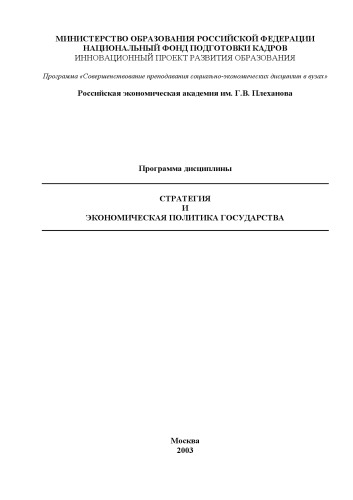 МИНИСТЕРСТВО ОБРАЗОВАНИЯ РОССИЙСКОЙ ФЕДЕРАЦИИ
НАЦИОНАЛЬНЫЙ ФОНД ПОДГОТОВКИ КАДРОВ
ИННОВАЦИОННЫЙ ПРОЕКТ РАЗВИТИЯ ОБРАЗОВАНИЯ
Программа «Совершенствование преподавания социально-экономических дисциплин в вузах»
Российская экономическая академия им. Г.В. Плеханова
Программа дисциплины
СТРАТЕГИЯ
И
ЭКОНОМИЧЕСКАЯ ПОЛИТИКА ГОСУДАРСТВА
Москва
2003